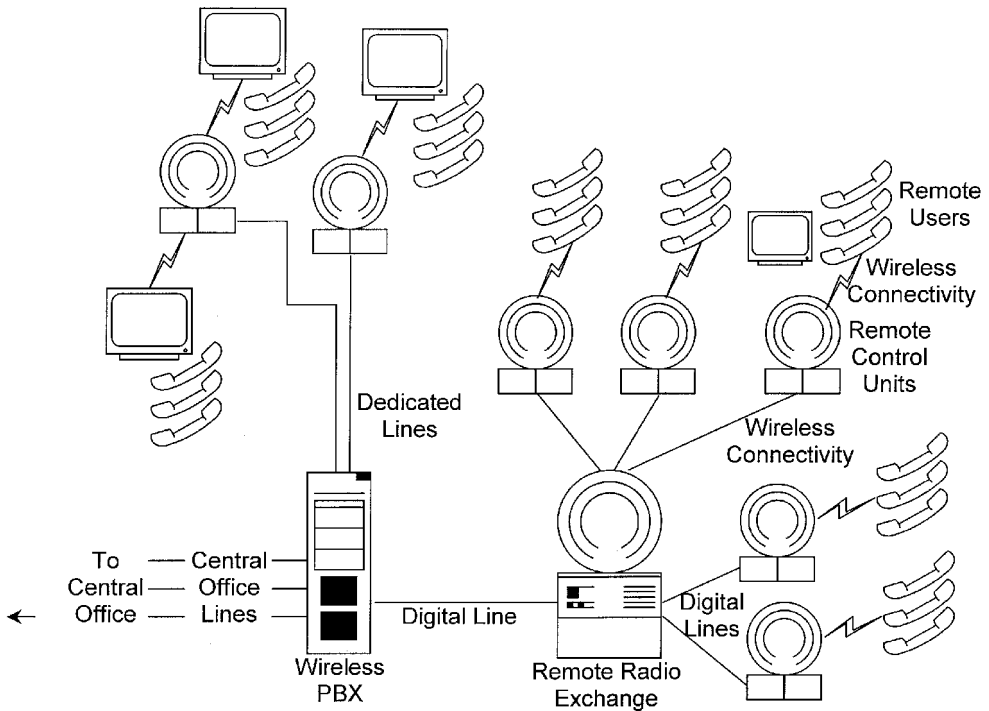 Remote
Users
Wireless
Connectivity
Remote
Control
Units
Dedicated
Lines
Wireless
Connectivity
To Central
Central Office
Office Lines
Digital Line
Digital
Lines
Wireless
PBX
Remote Radio
Exchange